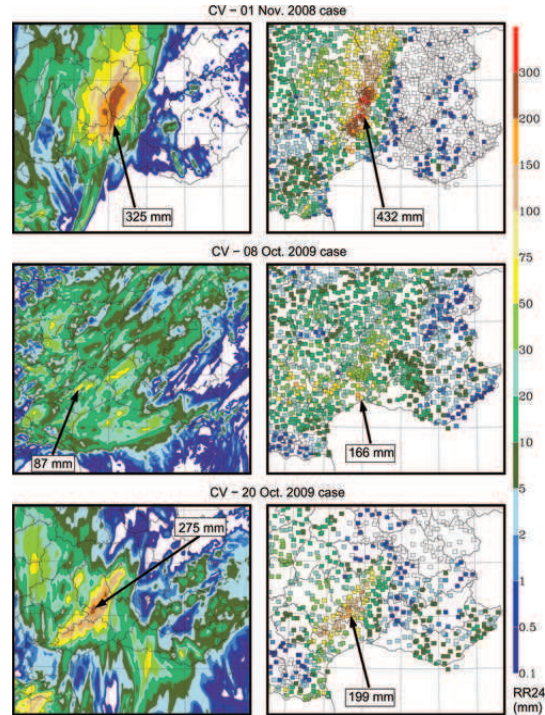 CV – 01 Nov. 2008 case
325 mm
432 mm
CV – 08 Oct. 2009 case
87 mm
166 mm
CV – 20 Oct. 2009 case
275 mm
199 mm
300
200
150
100
75
50
30
20
10
5
2
1
0.1
RR24
(mm)